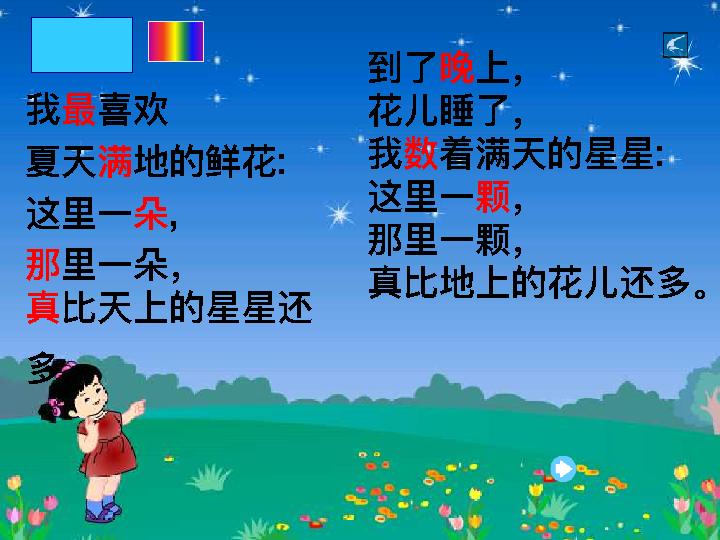 我最喜欢
夏天满地的鲜花:
这里一朵,
那里一朵，
真比天上的星星还
多
到了晚上，
花儿睡了，
我数着满天的星星:
这里一颗，
那里一颗，
真比地上的花儿还多。